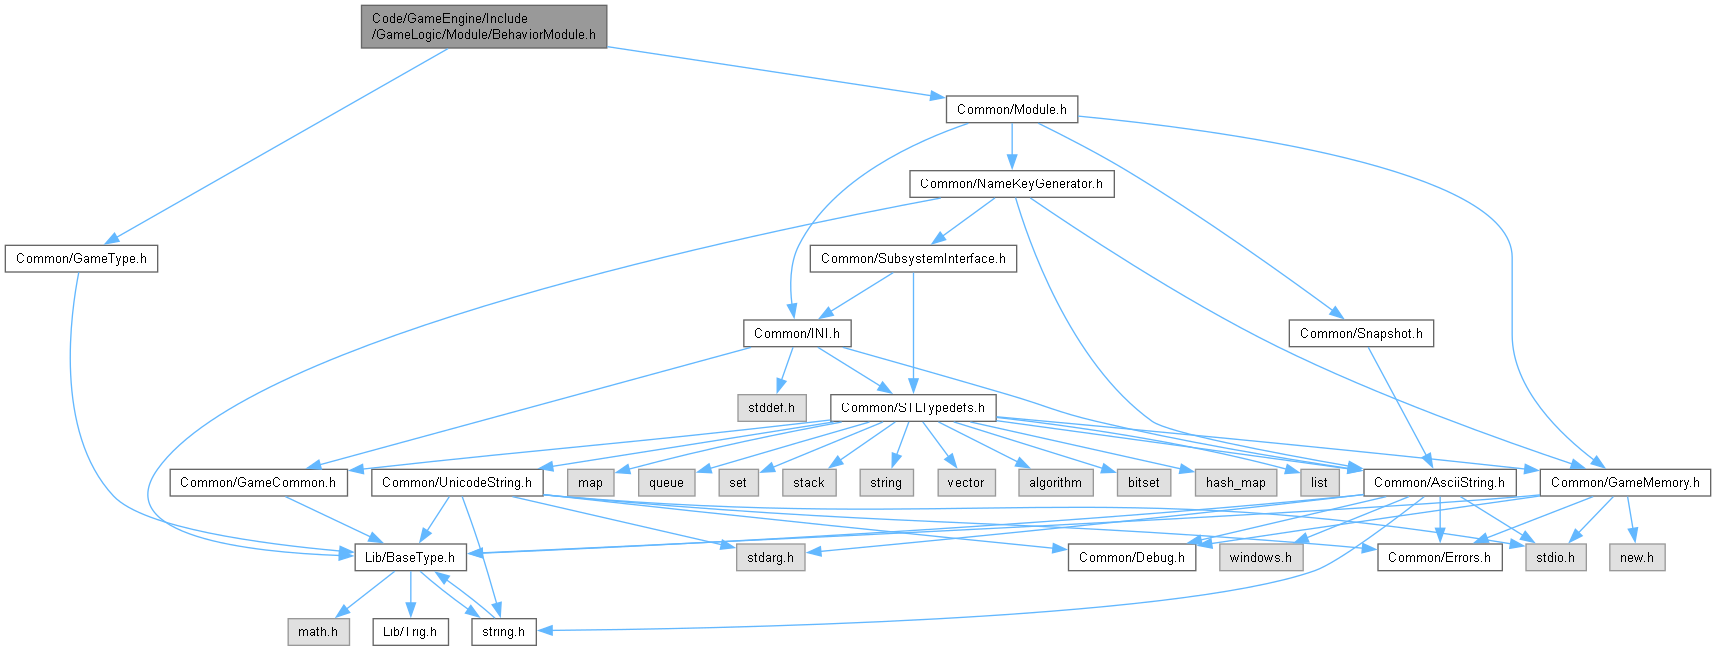 Code/GameEngine/Include
/GameLogic/Module/BehaviorModule.h
Common/Module.h
Common/NameKeyGenerator.h
Common/GameType.h
Common/SubsystemInterface.h
Common/INI.h
Common/Snapshot.h
stddef.h
Common/STLTypedefs.h
Common/GameCommon.h
Common/UnicodeString.h
map
queue
set
stack
string
vector
algorithm
bitset
hash_map
list
Common/AsciiString.h
Common/GameMemory.h
Lib/BaseType.h
stdarg.h
Common/Debug.h
windows.h
Common/Errors.h
stdio.h
new.h
math.h
Lib/Trig.h
string.h